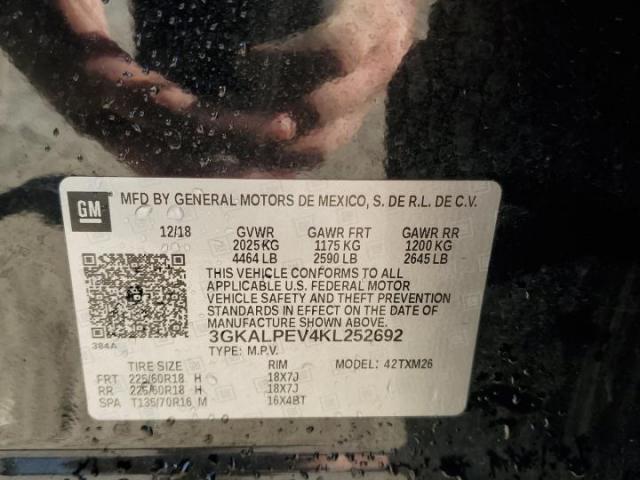 GM
MFD BY GENERAL MOTORS DE MEXICO, S. DE R.L. DE C.V.
12/18 GVWR GAWR FRT GAWR RR
2025 KG 1175 KG 1200 KG
4464 LB 2590 LB 2645 LB
THIS VEHICLE CONFORMS TO ALL
APPLICABLE U.S. FEDERAL MOTOR
VEHICLE SAFETY AND THEFT PREVENTION
STANDARDS IN EFFECT ON THE DATE OF
MANUFACTURE SHOWN ABOVE.
384A 3GKALPEV4KL252692
TYPE: M.P.V. MODEL: 42TXM26
TIRE SIZE RIM
FRT 225/60R18 H 18X7J
RR 225/60R18 H 18X7J
SPA T135/70R16 M 16X4BT